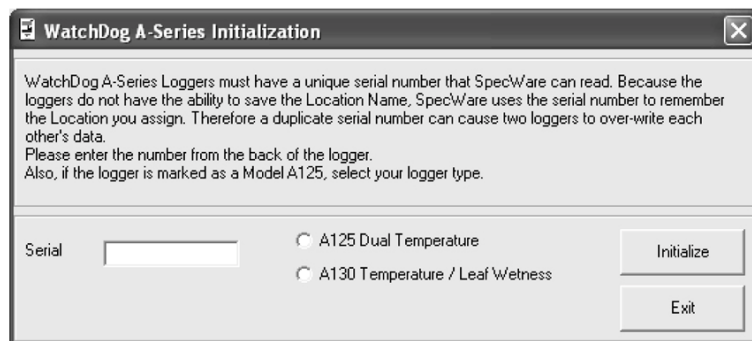 WatchDog A-Series Initialization
WatchDog A-Series Loggers must have a unique serial number that SpecWare can read. Because the
loggers do not have the ability to save the Location Name, SpecWare uses the serial number to remember
the Location you assign. Therefore a duplicate serial number can cause two loggers to over-write each
other's data.
Please enter the number from the back of the logger.
Also, if the logger is marked as a Model A125, select your logger type.
Serial
A125 Dual Temperature
A130 Temperature / Leaf Wetness
Initialize
Exit